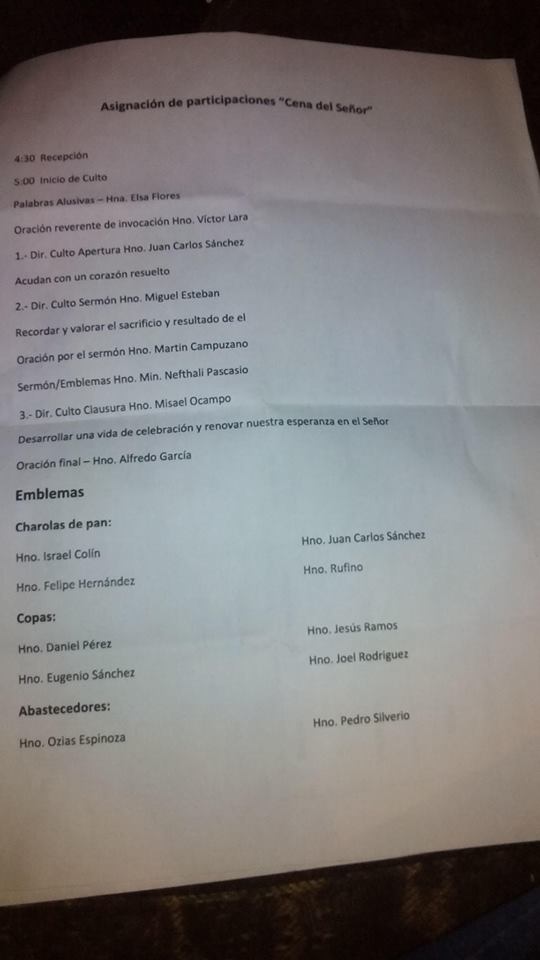 Asignación de participaciones "Cena del Señor"
4:30 Recepción
5:00 Inicio de Culto
Palabras Alusivas – Hna. Elsa Flores
Oración reverente de invocación Hno. Víctor Lara
1.- Dir. Culto Apertura Hno. Juan Carlos Sánchez
Acudan con un corazón resuelto
2.- Dir. Culto Sermón Hno. Miguel Esteban
Recordar y valorar el sacrificio y resultado de el
Oración por el sermón Hno. Martin Campuzano
Sermón/Emblemas Hno. Min. Nefthali Pascasio
3.- Dir. Culto Clausura Hno. Misael Ocampo
Desarrollar una vida de celebración y renovar nuestra esperanza en el Señor
Oración final – Hno. Alfredo García
Emblemas
Charolas de pan:
Hno. Israel Colín Hno. Juan Carlos Sánchez
Hno. Felipe Hernández Hno. Rufino
Copas:
Hno. Daniel Pérez Hno. Jesús Ramos
Hno. Eugenio Sánchez Hno. Joel Rodriguez
Abastecedores:
Hno. Ozias Espinoza Hno. Pedro Silverio